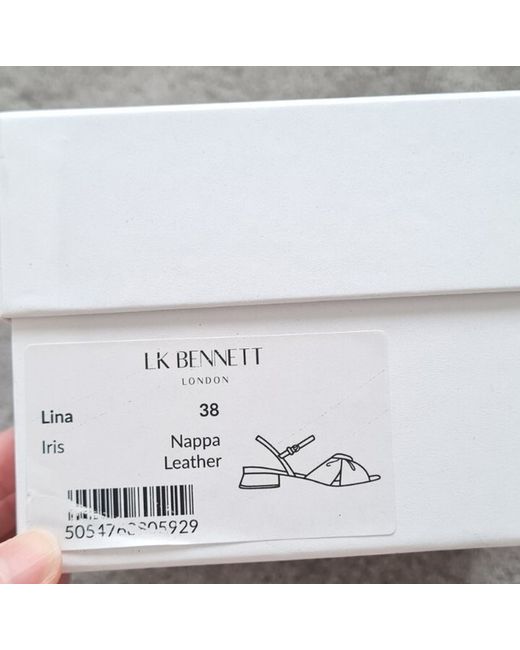 LK BENNETT
LONDON
Lina 38
Iris Nappa
Leather